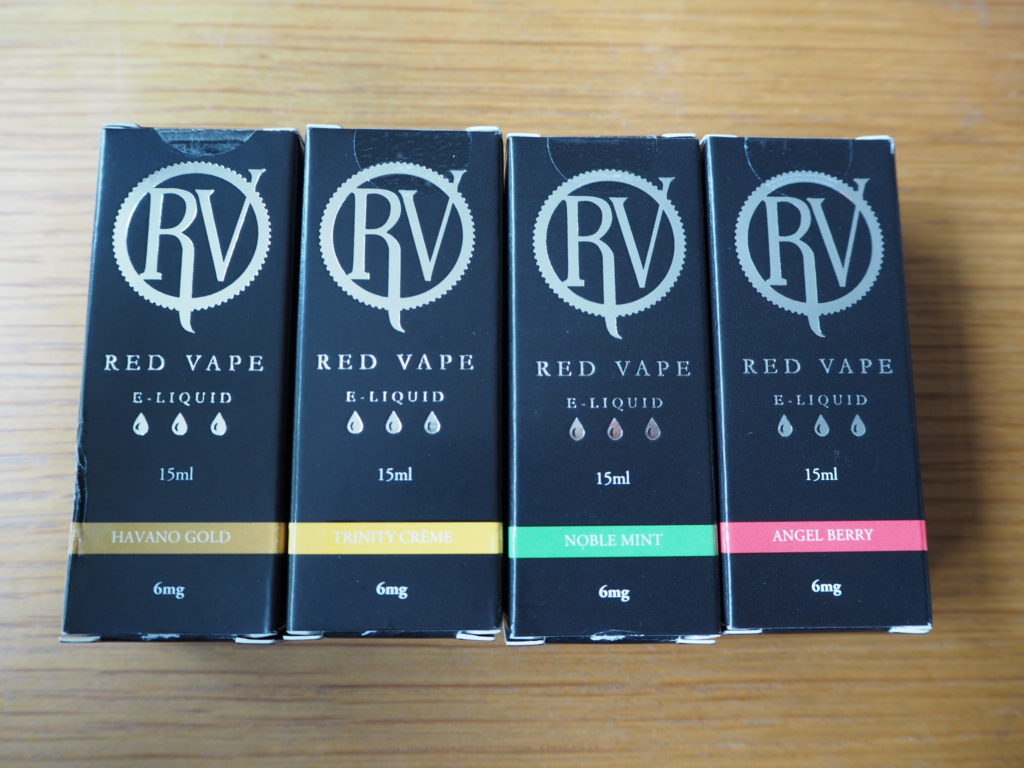 RV
RED VAPE
E-LIQUID
15ml
HAVANO GOLD
6mg
RV
RED VAPE
E-LIQUID
15ml
TRINITY CRÈME
6mg
RV
RED VAPE
E-LIQUID
15ml
NOBLE MINT
6mg
RV
RED VAPE
E-LIQUID
15ml
ANGEL BERRY
6mg